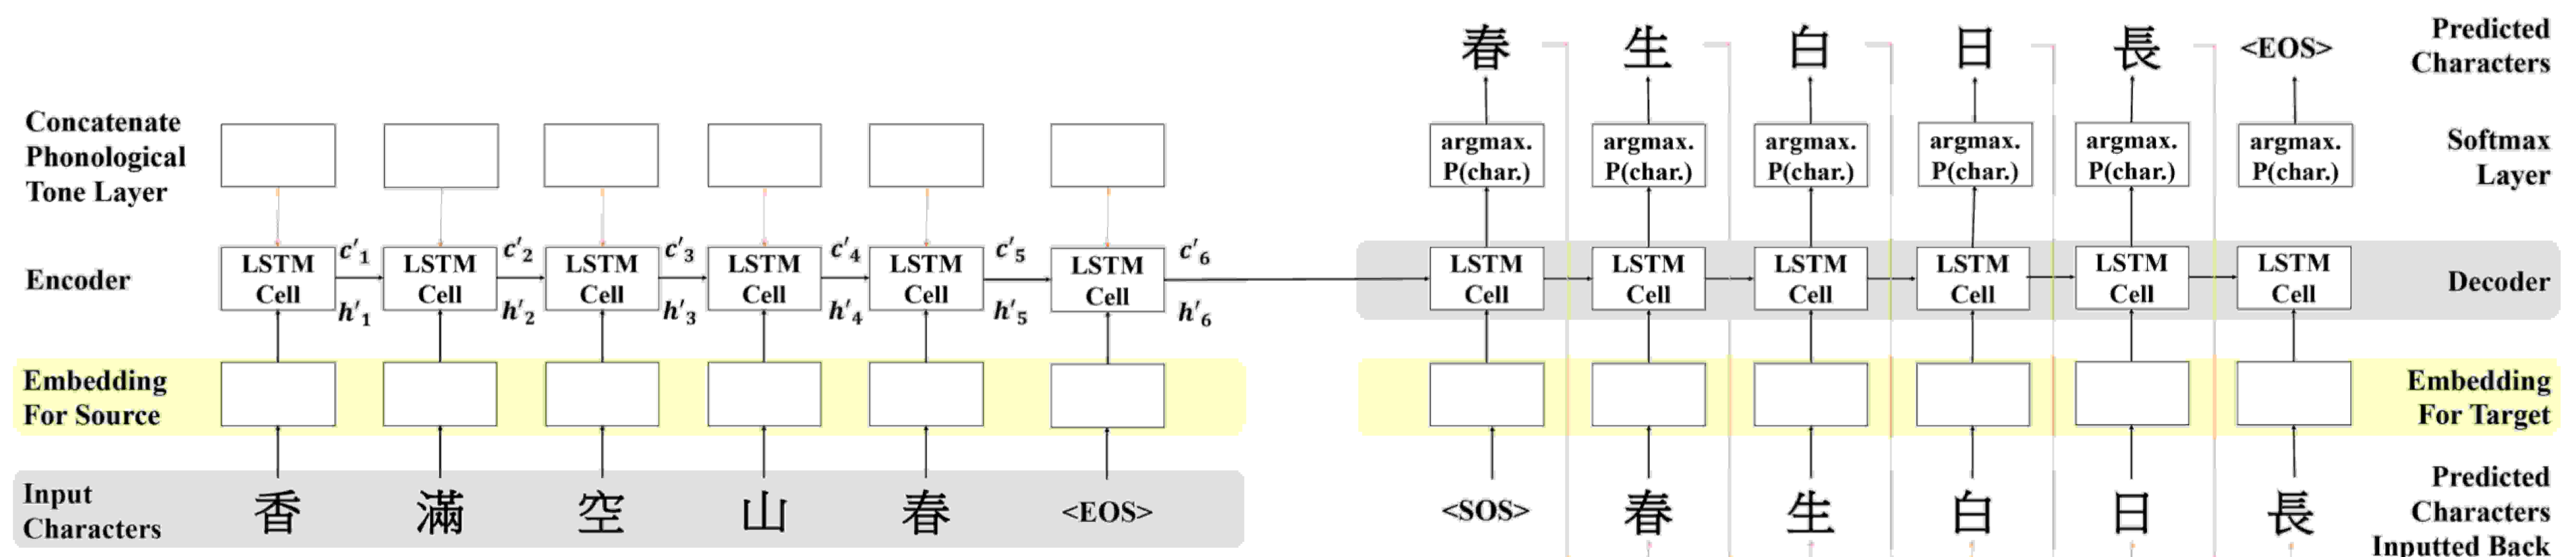 春 生 白 日 長 <EOS>
Predicted
Characters
Concatenate
Phonological
Tone Layer
argmax.
P(char.)
argmax.
P(char.)
argmax.
P(char.)
argmax.
P(char.)
argmax.
P(char.)
argmax.
P(char.)
Softmax
Layer
Encoder
LSTM
Cell
c'₁
h'₁
LSTM
Cell
c'₂
h'₂
LSTM
Cell
c'₃
h'₃
LSTM
Cell
c'₄
h'₄
LSTM
Cell
c'₅
h'₅
LSTM
Cell
c'₆
h'₆
LSTM
Cell
LSTM
Cell
LSTM
Cell
LSTM
Cell
LSTM
Cell
LSTM
Cell
Decoder
Embedding
For Source
Embedding
For Target
Input
Characters
香 滿 空 山 春 <EOS>
<SOS> 春 生 白 日 長
Predicted
Characters
Inputted Back